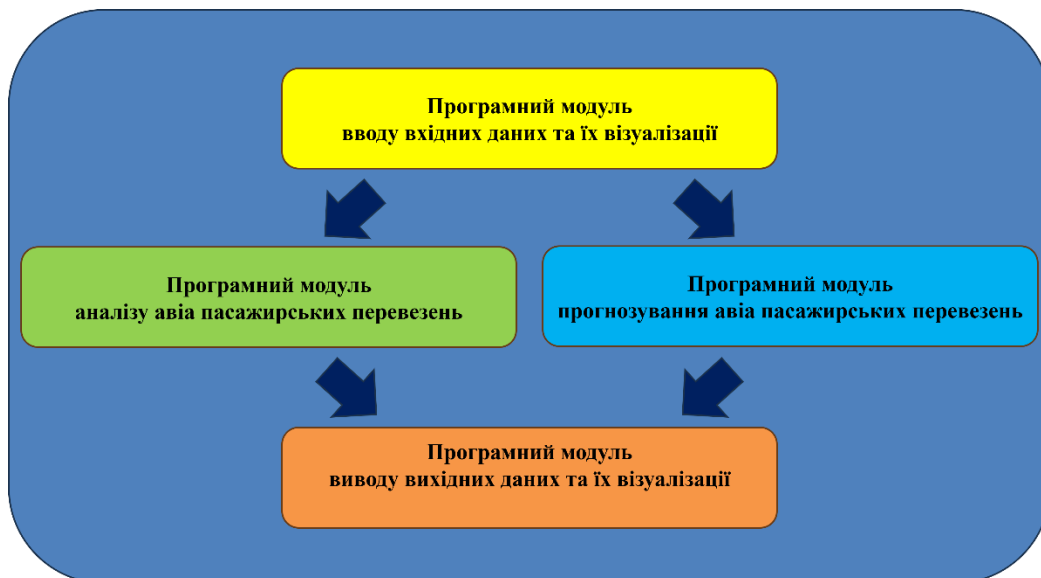 Програмний модуль
вводу вхідних даних та їх візуалізації
Програмний модуль
аналізу авіа пасажирських перевезень
Програмний модуль
прогнозування авіа пасажирських перевезень
Програмний модуль
виводу вихідних даних та їх візуалізації